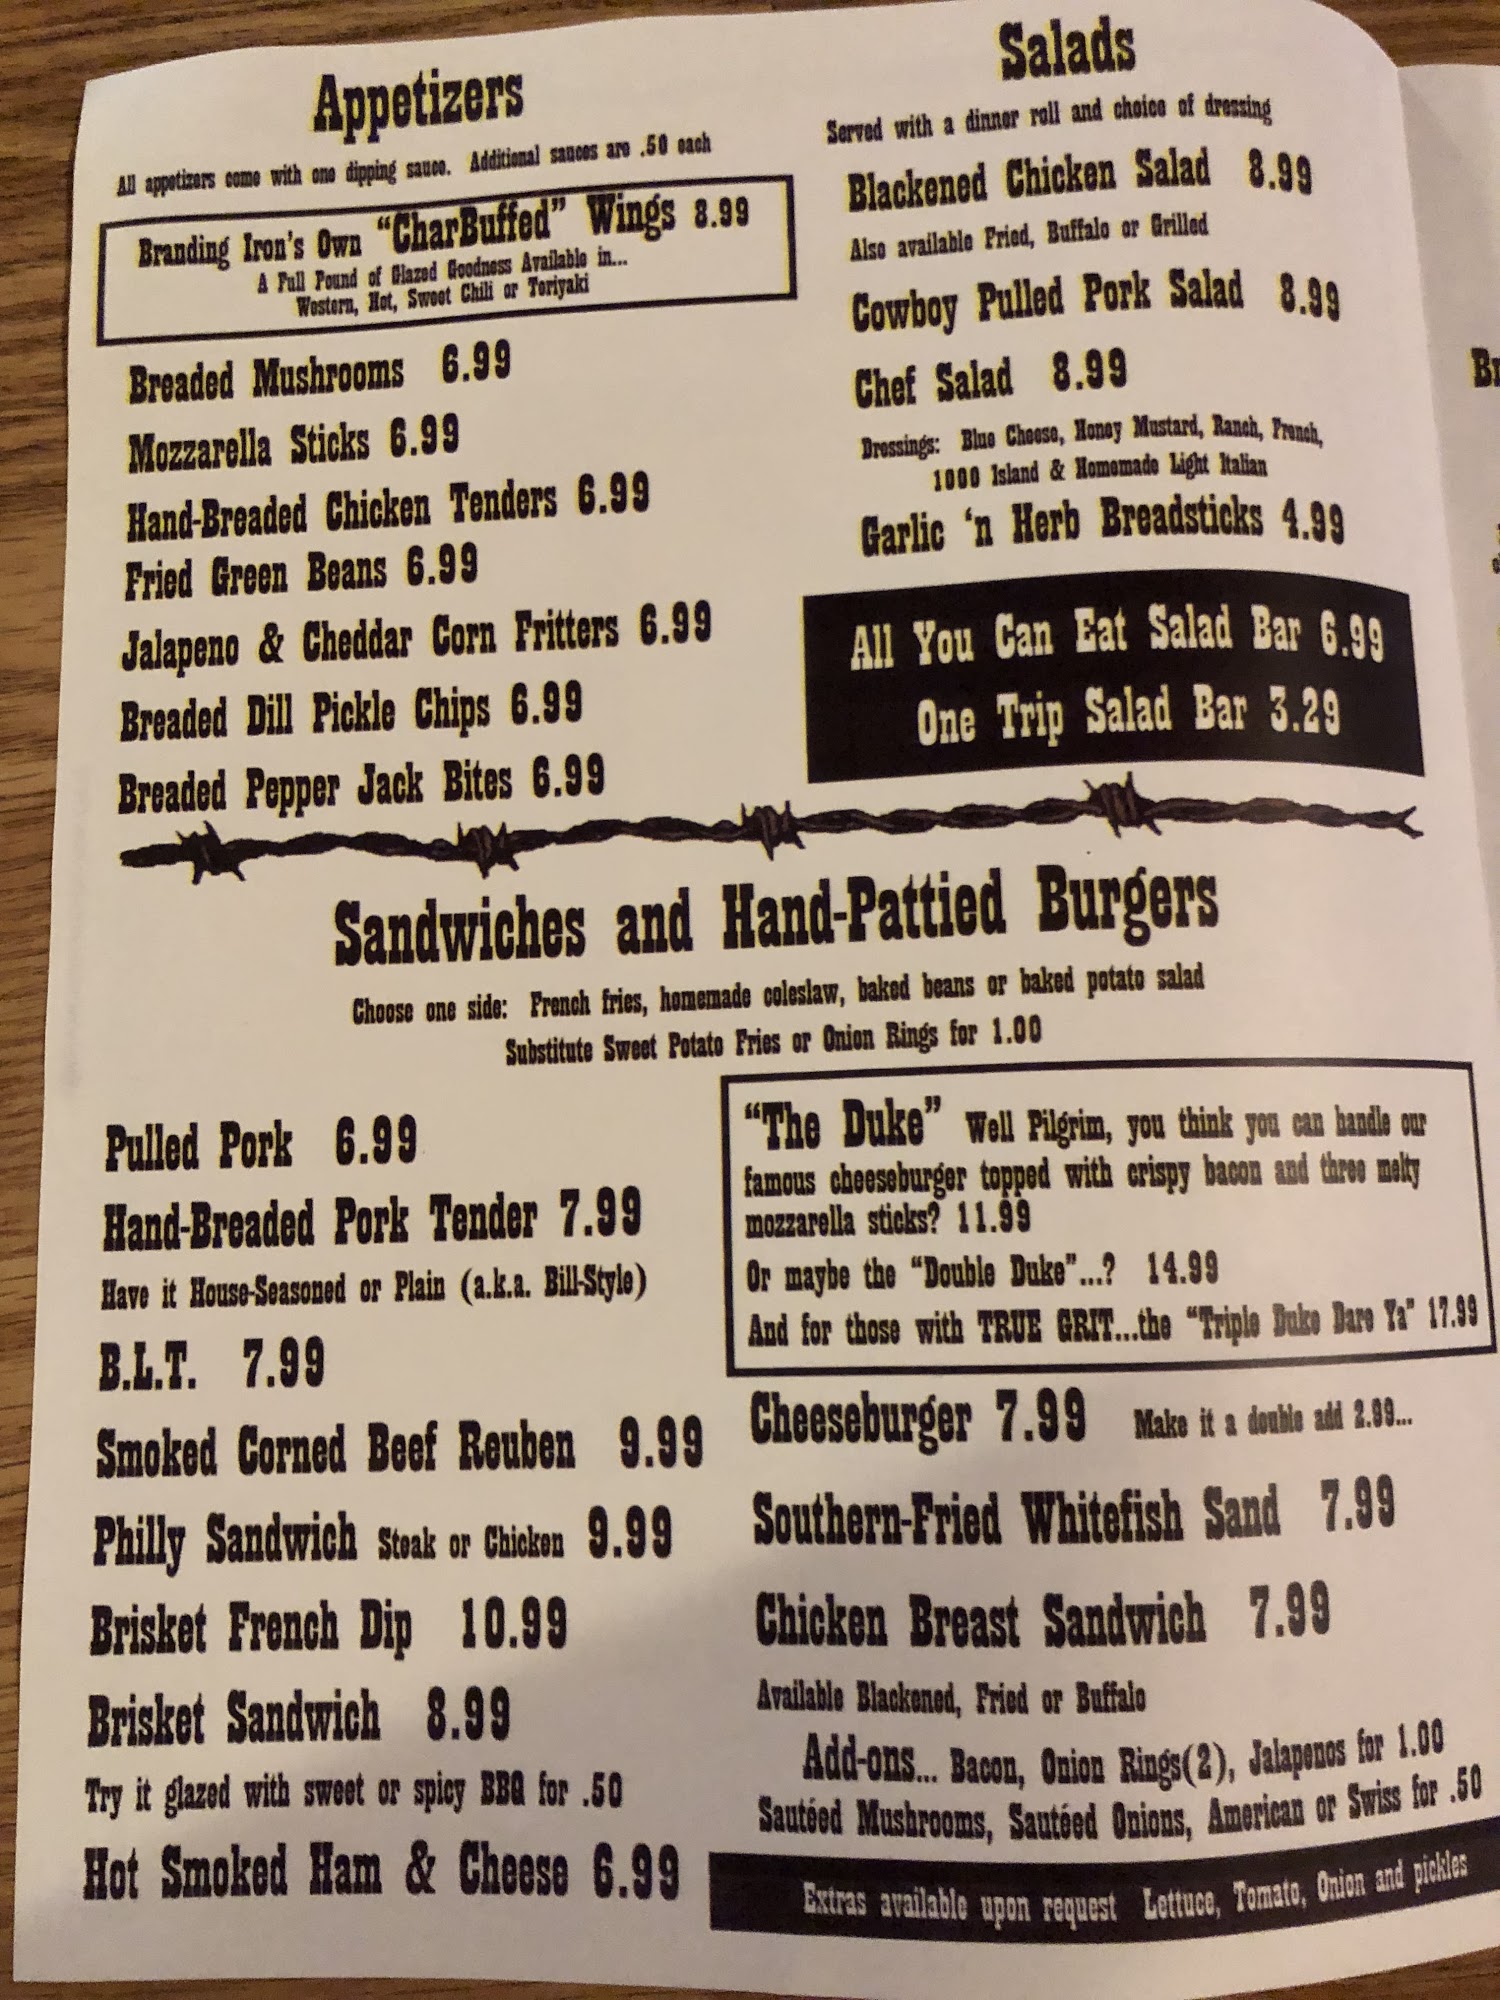 Appetizers
All appetizers come with one dipping sauce. Additional sauces are .50 each
Branding Iron's Own "CharBuffed" Wings 8.99
A Full Pound of Glazed Goodness Available in...
Western, Hot, Sweet Chili or Teriyaki
Breaded Mushrooms 6.99
Mozzarella Sticks 6.99
Hand-Breaded Chicken Tenders 6.99
Fried Green Beans 6.99
Jalapeno & Cheddar Corn Fritters 6.99
Breaded Dill Pickle Chips 6.99
Breaded Pepper Jack Bites 6.99
Salads
Served with a dinner roll and choice of dressing
Blackened Chicken Salad 8.99
Also available Fried, Buffalo or Grilled
Cowboy Pulled Pork Salad 8.99
Chef Salad 8.99
Dressings: Blue Cheese, Honey Mustard, Ranch, French,
1000 Island & Homemade Light Italian
Garlic 'n Herb Breadsticks 4.99
All You Can Eat Salad Bar 6.99
One Trip Salad Bar 3.29
Sandwiches and Hand-Pattied Burgers
Choose one side: French fries, homemade coleslaw, baked beans or baked potato salad
Substitute Sweet Potato Fries or Onion Rings for 1.00
Pulled Pork 6.99
Hand-Breaded Pork Tender 7.99
Have it House-Seasoned or Plain (a.k.a. Bill-Style)
B.L.T. 7.99
Smoked Corned Beef Reuben 9.99
Philly Sandwich Steak or Chicken 9.99
Brisket French Dip 10.99
Brisket Sandwich 8.99
Try it glazed with sweet or spicy BBQ for .50
Hot Smoked Ham & Cheese 6.99
"The Duke" Well Pilgrim, you think you can handle our
famous cheeseburger topped with crispy bacon and three melty
mozzarella sticks? 11.99
Or maybe the "Double Duke"...? 14.99
And for those with TRUE GRIT...the "Triple Duke Dare Ya" 17.99
Cheeseburger 7.99 Make it a double add 2.99...
Southern-Fried Whitefish Sand 7.99
Chicken Breast Sandwich 7.99
Available Blackened, Fried or Buffalo
Add-ons... Bacon, Onion Rings(2), Jalapenos for 1.00
Sautéed Mushrooms, Sautéed Onions, American or Swiss for .50
Extras available upon request Lettuce, Tomato, Onion and pickles